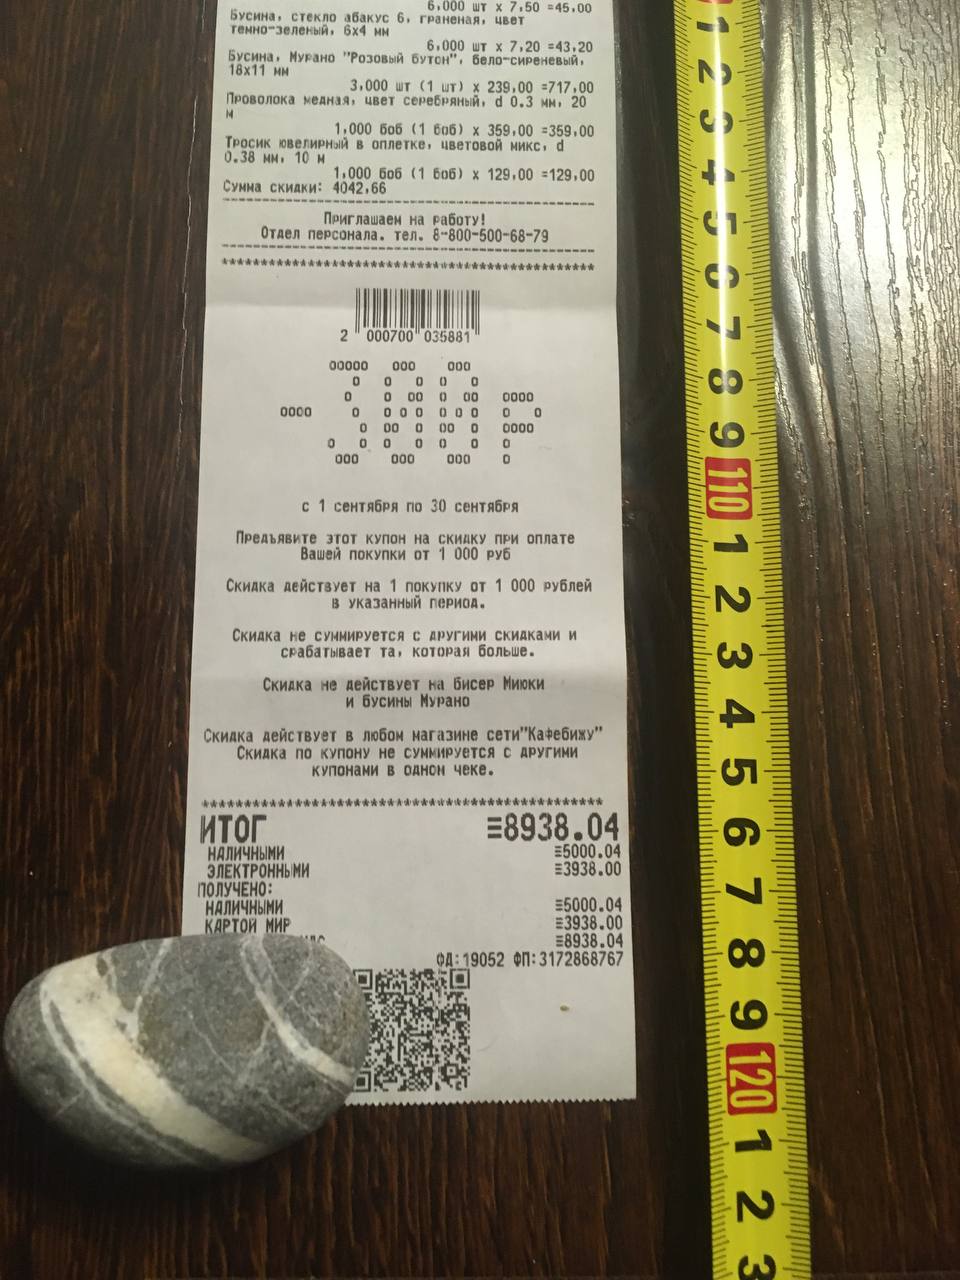 6,000 шт x 7,50 =45,00
Бусина, стекло абакус 6, граненая, цвет
темно-зеленый, 6x4 мм
6,000 шт x 7,20 =43,20
Бусина, Мурано "Розовый бутон", бело-сиреневый,
18x11 мм
3,000 шт (1 шт) x 239,00 =717,00
Проволока медная, цвет серебряный, d 0.3 мм, 20
м
1,000 боб (1 боб) x 359,00 =359,00
Тросик ювелирный в оплетке, цветовой микс, d
0.38 мм, 10 м
1,000 боб (1 боб) x 129,00 =129,00
Сумма скидки: 4042,66
Приглашаем на работу!
Отдел персонала. тел. 8-800-500-68-79
2 000700 035881
-500р
с 1 сентября по 30 сентября
Предъявите этот купон на скидку при оплате
Вашей покупки от 1 000 руб
Скидка действует на 1 покупку от 1 000 рублей
в указанный период.
Скидка не суммируется с другими скидками и
срабатывает та, которая больше.
Скидка не действует на бисер Миюки
и бусины Мурано
Скидка действует в любом магазине сети"Кафебижу"
Скидка по купону не суммируется с другими
купонами в одном чеке.
ИТОГ ≡8938.04
НАЛИЧНЫМИ ≡5000.04
ЭЛЕКТРОННЫМИ ≡3938.00
ПОЛУЧЕНО:
НАЛИЧНЫМИ ≡5000.04
КАРТОЙ МИР ≡3938.00
≡8938.04
ФД:19052 ФП:3172868767
1
2
3
4
5
6
7
8
9
110
1
2
3
4
5
6
7
8
9
120
1
2
3